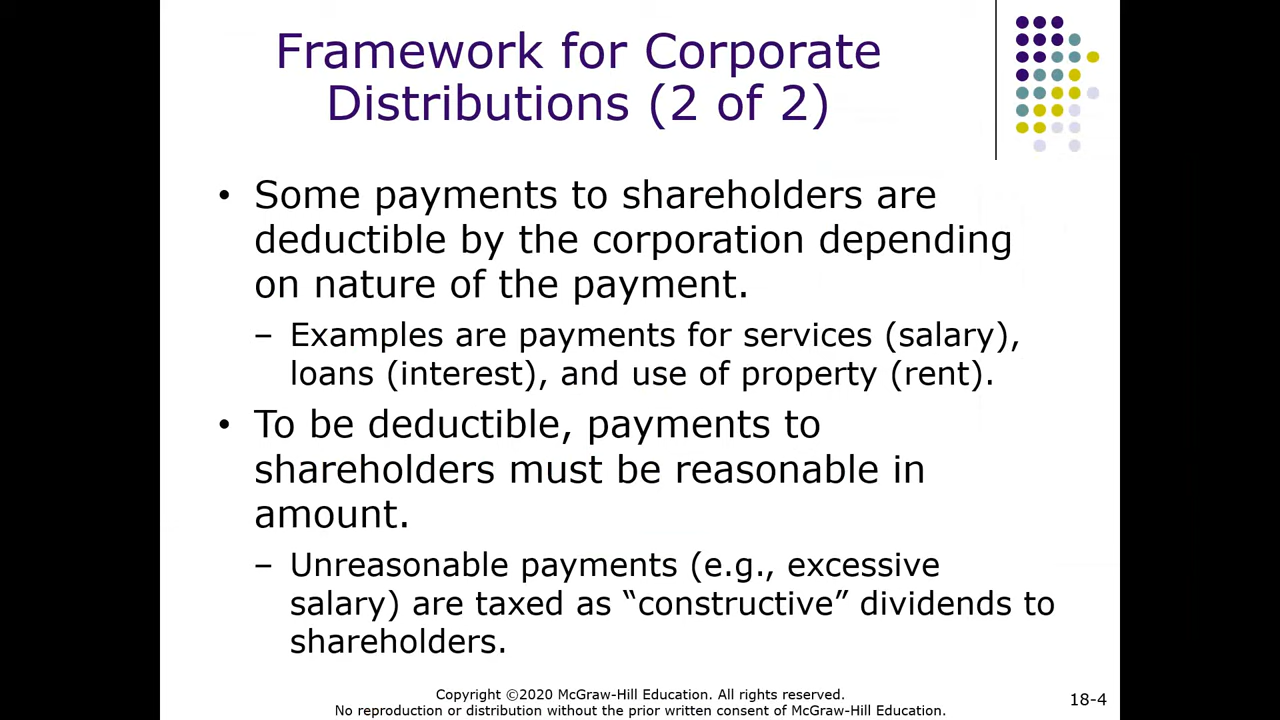 Framework for Corporate
Distributions (2 of 2)
• Some payments to shareholders are
deductible by the corporation depending
on nature of the payment.
– Examples are payments for services (salary),
loans (interest), and use of property (rent).
• To be deductible, payments to
shareholders must be reasonable in
amount.
– Unreasonable payments (e.g., excessive
salary) are taxed as “constructive” dividends to
shareholders.
Copyright ©2020 McGraw-Hill Education. All rights reserved.
No reproduction or distribution without the prior written consent of McGraw-Hill Education.
18-4